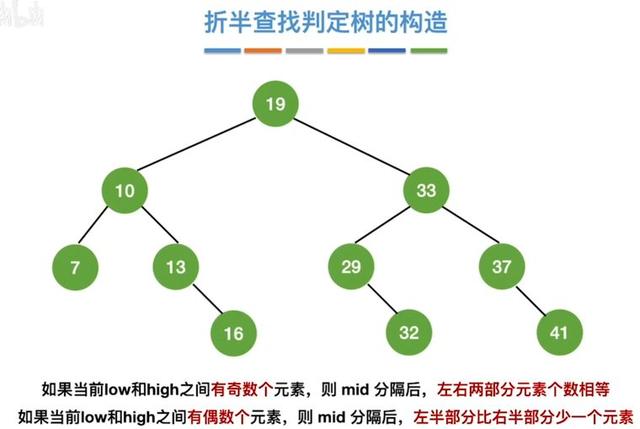 折半查找判定树的构造
19
10 33
7 13 29 37
16 32 41
如果当前low和high之间有奇数个元素，则 mid 分隔后，左右两部分元素个数相等
如果当前low和high之间有偶数个元素，则 mid 分隔后，左半部分比右半部分少一个元素